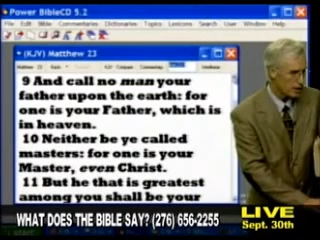 Power BibleCD 5.2
File Edit Bible Commentaries Dictionaries Topics Lexicons Search User Window Help
(KJV) Matthew 23
9 And call no man your
father upon the earth: for
one is your Father, which is
in heaven.
10 Neither be ye called
masters: for one is your
Master, even Christ.
11 But he that is greatest
among you shall be your
WHAT DOES THE BIBLE SAY? (276) 656-2255
LIVE
Sept. 30th